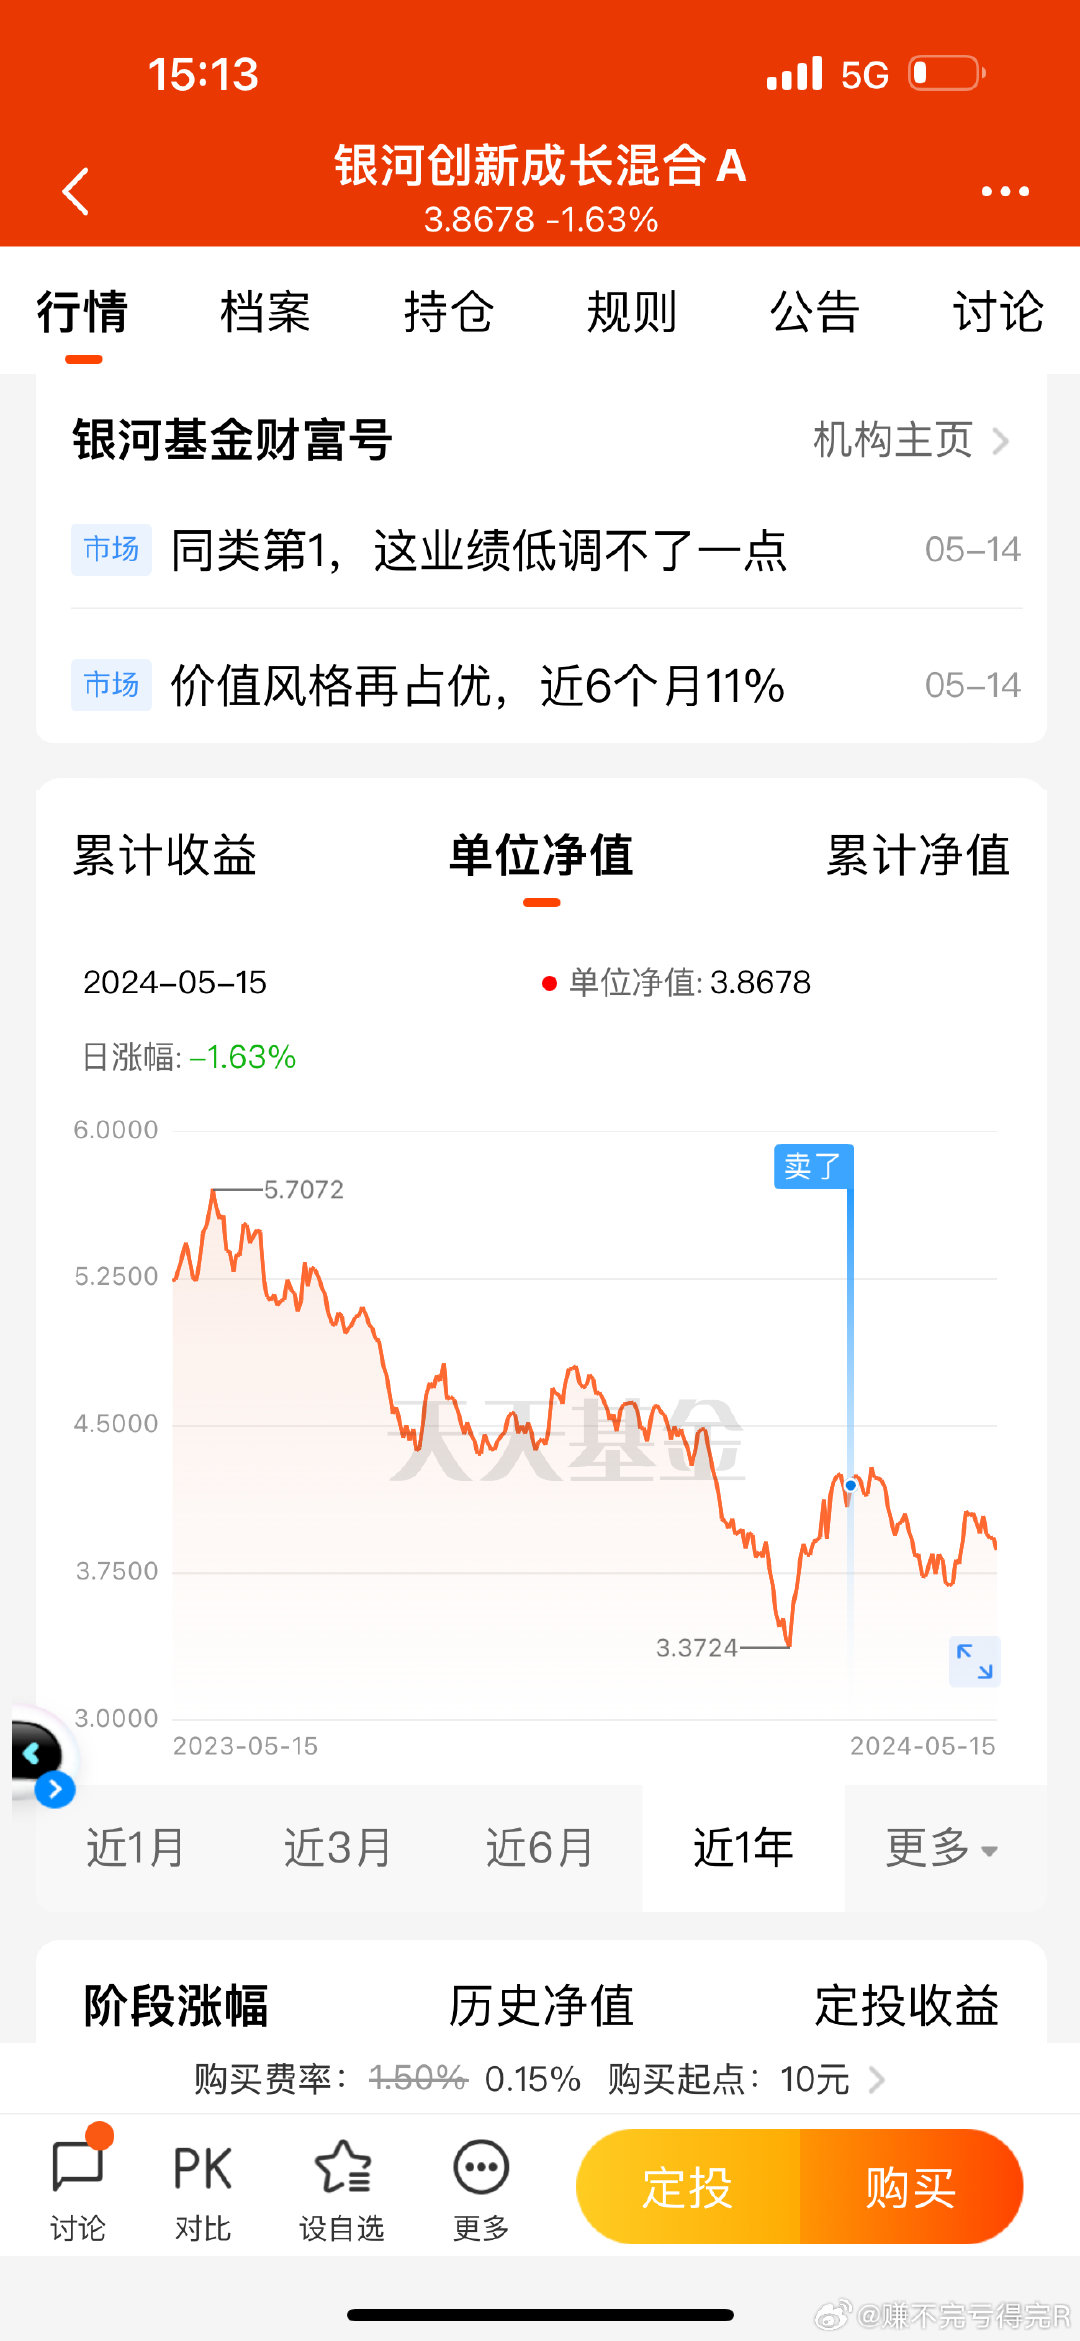 15:13 5G
银河创新成长混合A
3.8678 -1.63%
行情 档案 持仓 规则 公告 讨论
银河基金财富号 机构主页
市场 同类第1，这业绩低调不了一点 05-14
市场 价值风格再占优，近6个月11% 05-14
累计收益 单位净值 累计净值
2024-05-15 单位净值: 3.8678
日涨幅: -1.63%
6.0000
卖了
5.7072
5.2500
天天基金
4.5000
3.7500
3.3724
3.0000
2023-05-15 2024-05-15
近1月 近3月 近6月 近1年 更多
阶段涨幅 历史净值 定投收益
购买费率：1.50% 0.15% 购买起点：10元
PK
定投 购买
讨论 对比 设自选 更多
@赚不完亏得完R